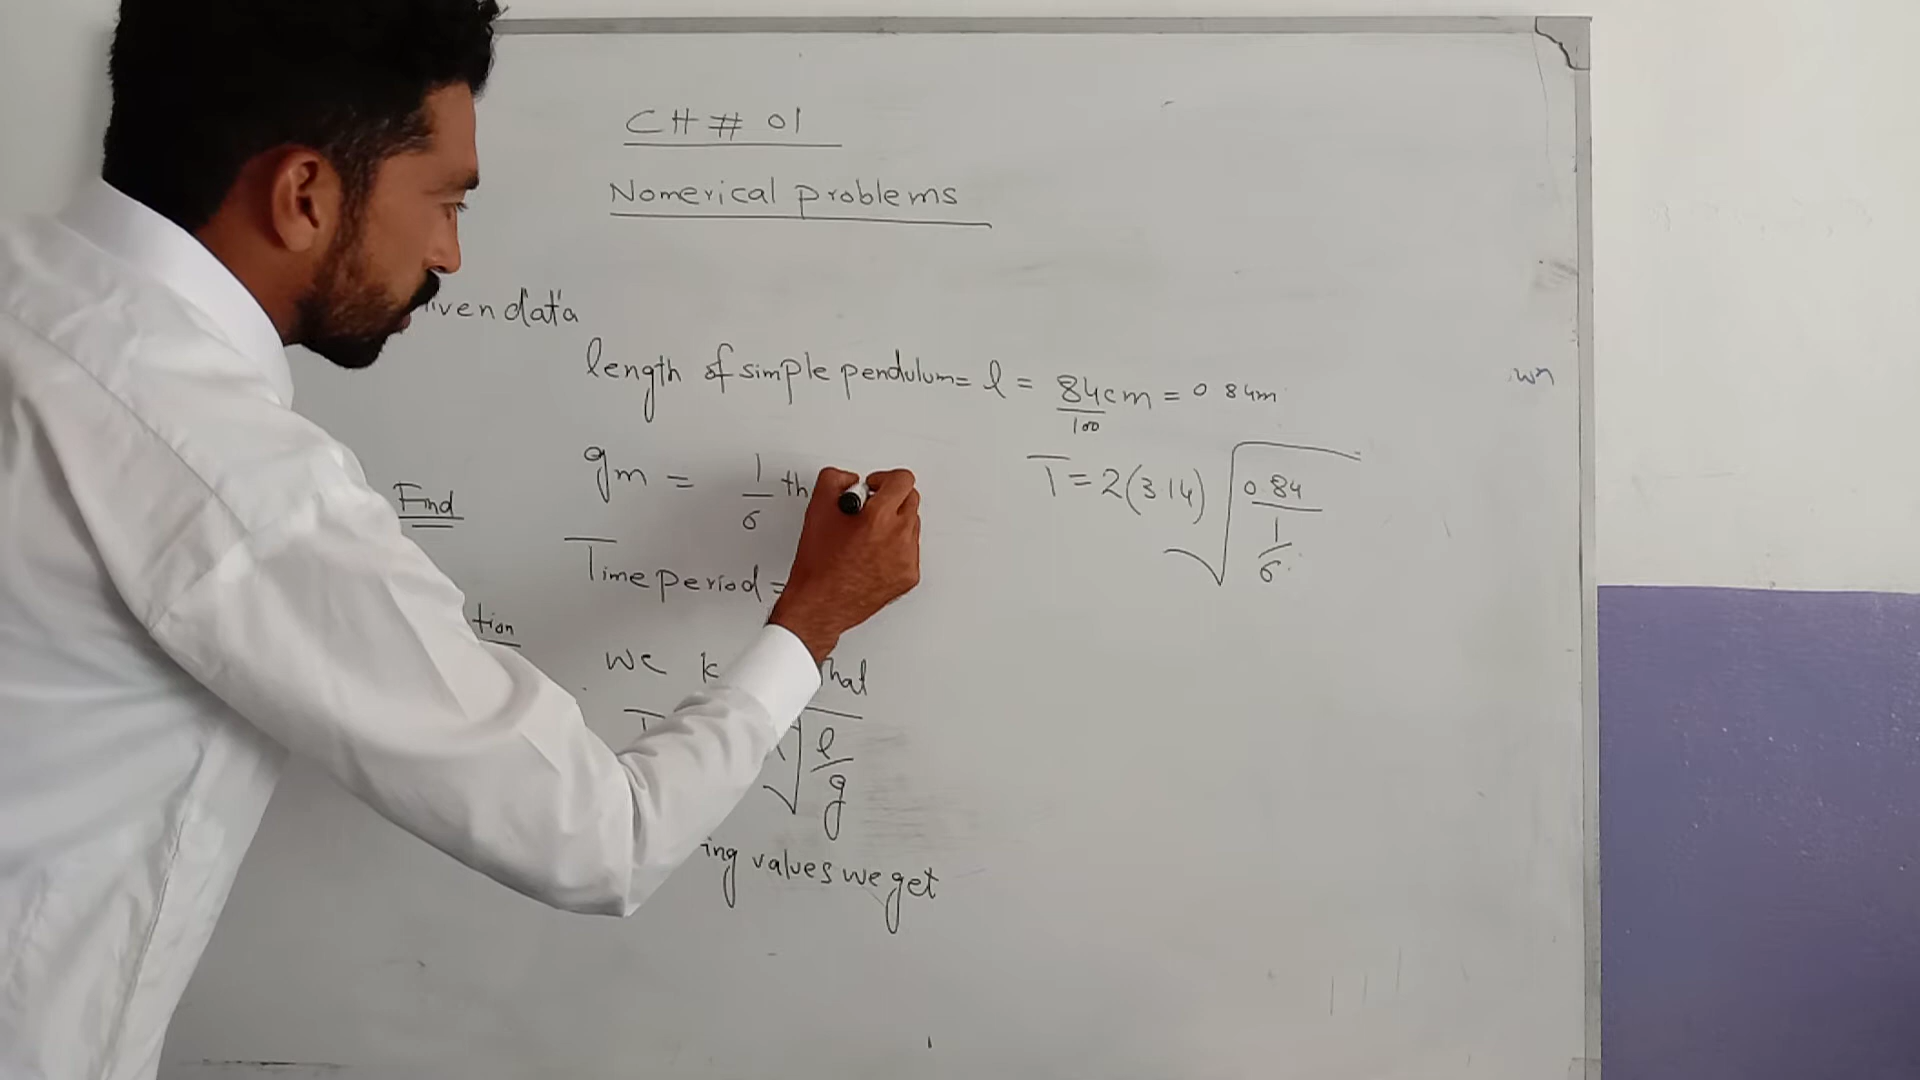 CH # 01
Nomerical problems
iven data
length of simple pendulum = l = 84cm/100 = 0.84m
gm = 1/6 th
Find
Time period =
T = 2(3.14) √(0.84/(1/6))
tion
we k hat
T √(l/g)
ing values we get